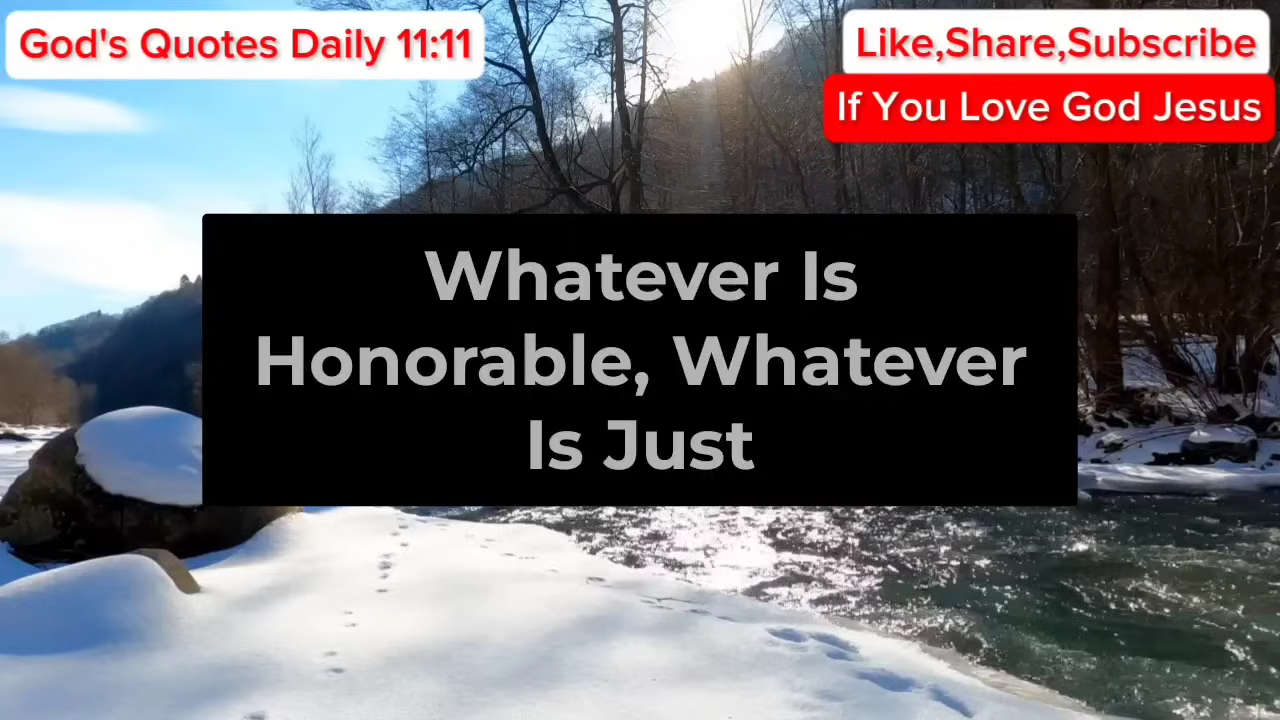 God's Quotes Daily 11:11
Like,Share,Subscribe
If You Love God Jesus
Whatever Is
Honorable, Whatever
Is Just